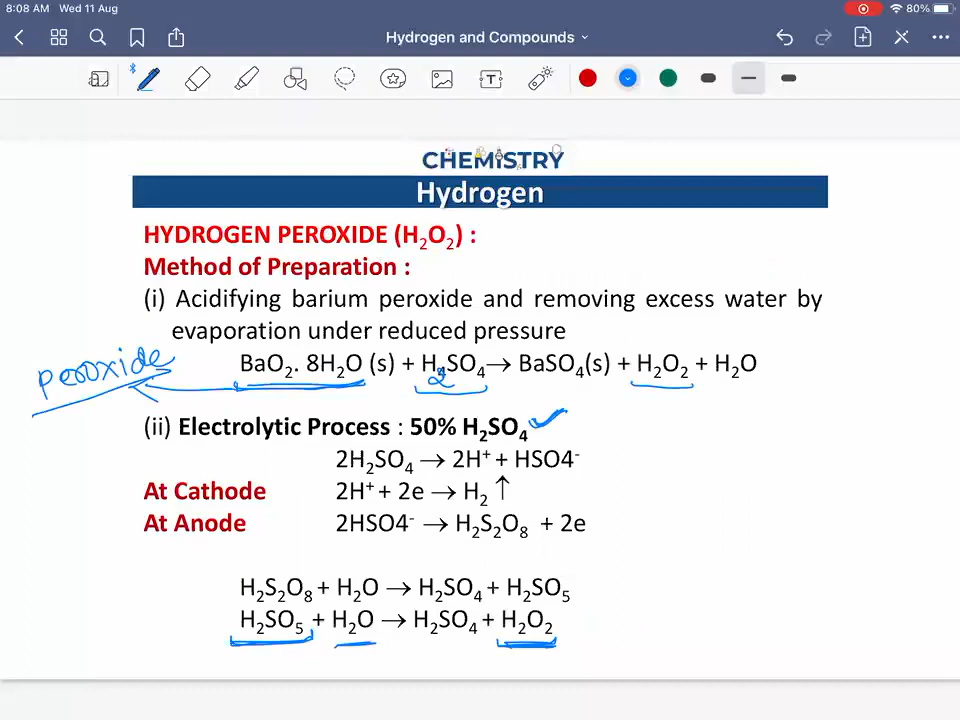 8:08 AM Wed 11 Aug 80%
Hydrogen and Compounds
CHEMISTRY
Hydrogen
HYDROGEN PEROXIDE (H₂O₂) :
Method of Preparation :
(i) Acidifying barium peroxide and removing excess water by
evaporation under reduced pressure
BaO₂. 8H₂O (s) + H₂SO₄→ BaSO₄(s) + H₂O₂ + H₂O
peroxide
2
(ii) Electrolytic Process : 50% H₂SO₄
2H₂SO₄ → 2H⁺ + HSO4⁻
At Cathode 2H⁺ + 2e → H₂ ↑
At Anode 2HSO4⁻ → H₂S₂O₈ + 2e
H₂S₂O₈ + H₂O → H₂SO₄ + H₂SO₅
H₂SO₅ + H₂O → H₂SO₄ + H₂O₂